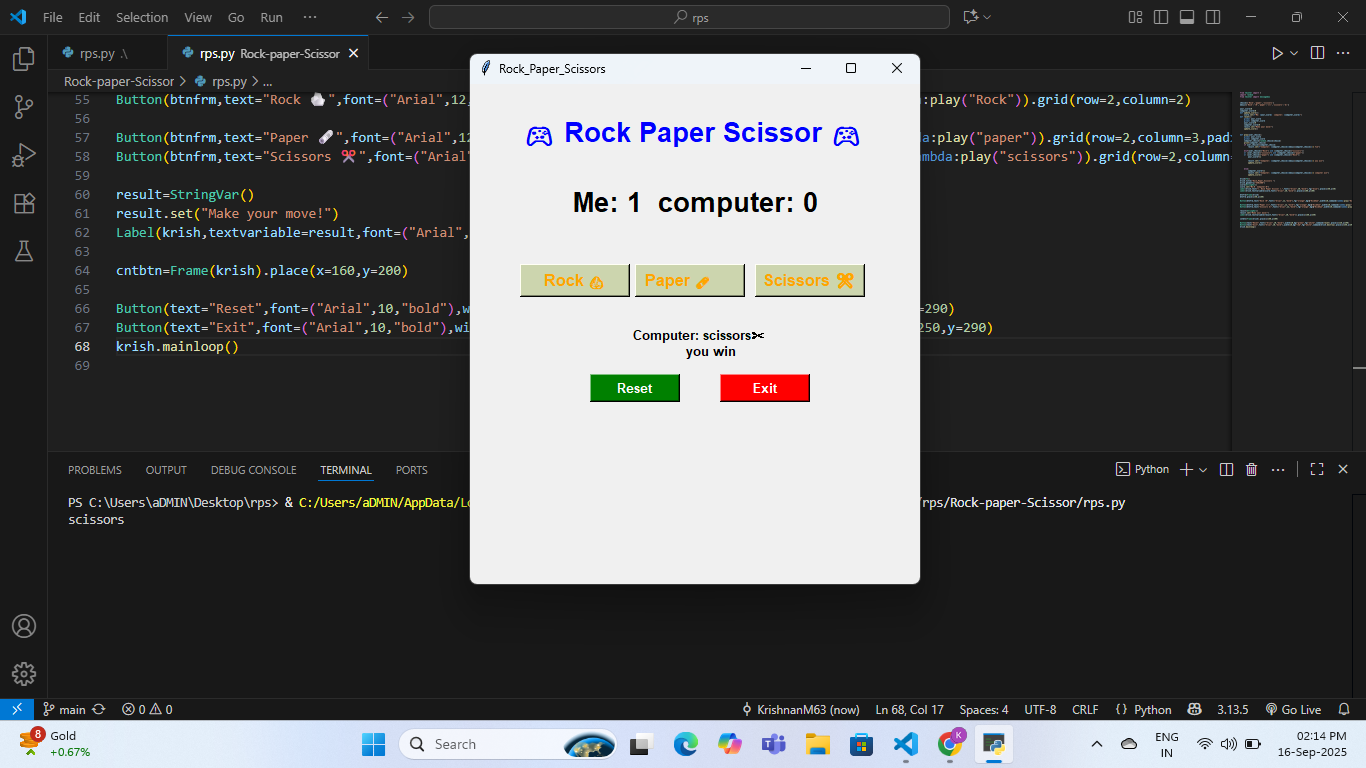 File Edit Selection View Go Run ··· rps
rps.py .\ rps.py Rock-paper-Scissor
Rock-paper-Scissor > rps.py > ...
55 Button(btnfrm,text="Rock 🪨",font=("Arial",12, :play("Rock")).grid(row=2,column=2)
56
57 Button(btnfrm,text="Paper 🩹",font=("Arial",12 da:play("paper")).grid(row=2,column=3,pad
58 Button(btnfrm,text="Scissors ✂️",font=("Arial" mbda:play("scissors")).grid(row=2,column=
59
60 result=StringVar()
61 result.set("Make your move!")
62 Label(krish,textvariable=result,font=("Arial",
63
64 cntbtn=Frame(krish).place(x=160,y=200)
65
66 Button(text="Reset",font=("Arial",10,"bold"),w =290)
67 Button(text="Exit",font=("Arial",10,"bold"),wi 250,y=290)
68 krish.mainloop()
69
Rock_Paper_Scissors
🎮 Rock Paper Scissor 🎮
Me: 1 computer: 0
Rock 🪨 Paper 🩹 Scissors ✂️
Computer: scissors✂
you win
Reset Exit
PROBLEMS OUTPUT DEBUG CONSOLE TERMINAL PORTS Python
PS C:\Users\aDMIN\Desktop\rps> & C:/Users/aDMIN/AppData/Lo /rps/Rock-paper-Scissor/rps.py
scissors
main 0 0 KrishnanM63 (now) Ln 68, Col 17 Spaces: 4 UTF-8 CRLF {} Python 3.13.5 Go Live
8 Gold
+0.67%
Search
K
ENG
IN
02:14 PM
16-Sep-2025